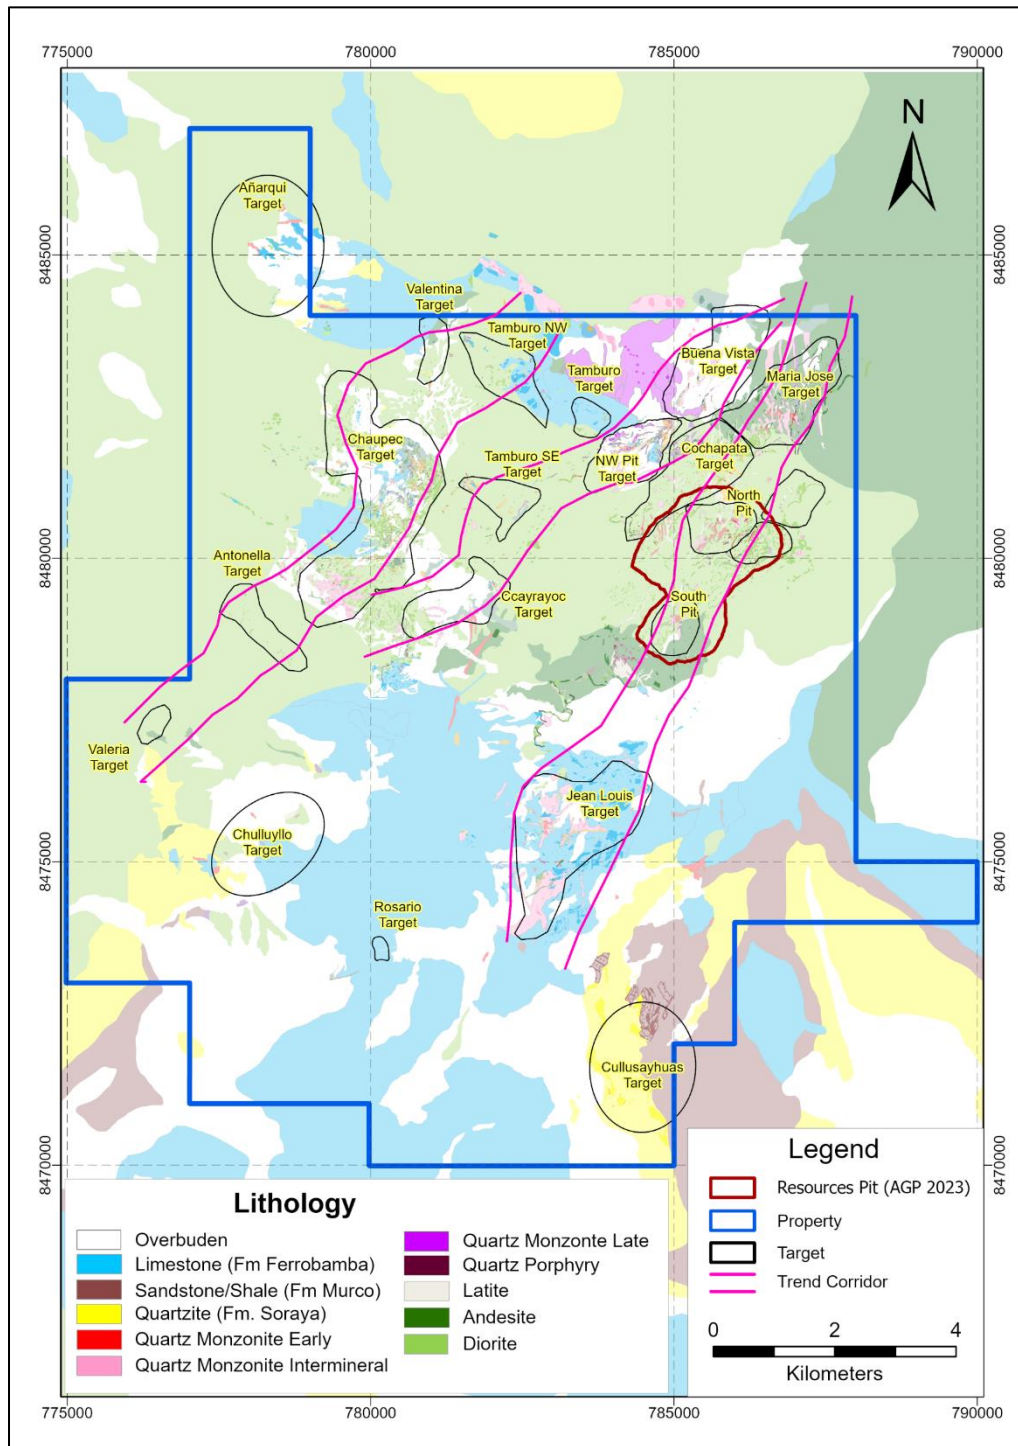 775000
780000
785000
790000
N
Añarqui
Target
8485000
8485000
Valentina
Target
Tamburo NW
Target
Tamburo
Target
Buena Vista
Target
Maria Jose
Target
Chaupec
Target
Tamburo SE
Target
NW Pit
Target
Cochapata
Target
North
Pit
8480000
8480000
Antonella
Target
Ccayrayoc
Target
South
Pit
Valeria
Target
Jean Louis
Target
Chulluyllo
Target
8475000
8475000
Rosario
Target
Cullusayhuas
Target
8470000
8470000
Lithology
Overbuden
Limestone (Fm Ferrobamba)
Sandstone/Shale (Fm Murco)
Quartzite (Fm. Soraya)
Quartz Monzonite Early
Quartz Monzonite Intermineral
Quartz Monzonte Late
Quartz Porphyry
Latite
Andesite
Diorite
Legend
Resources Pit (AGP 2023)
Property
Target
Trend Corridor
0 2 4
Kilometers
775000
780000
785000
790000